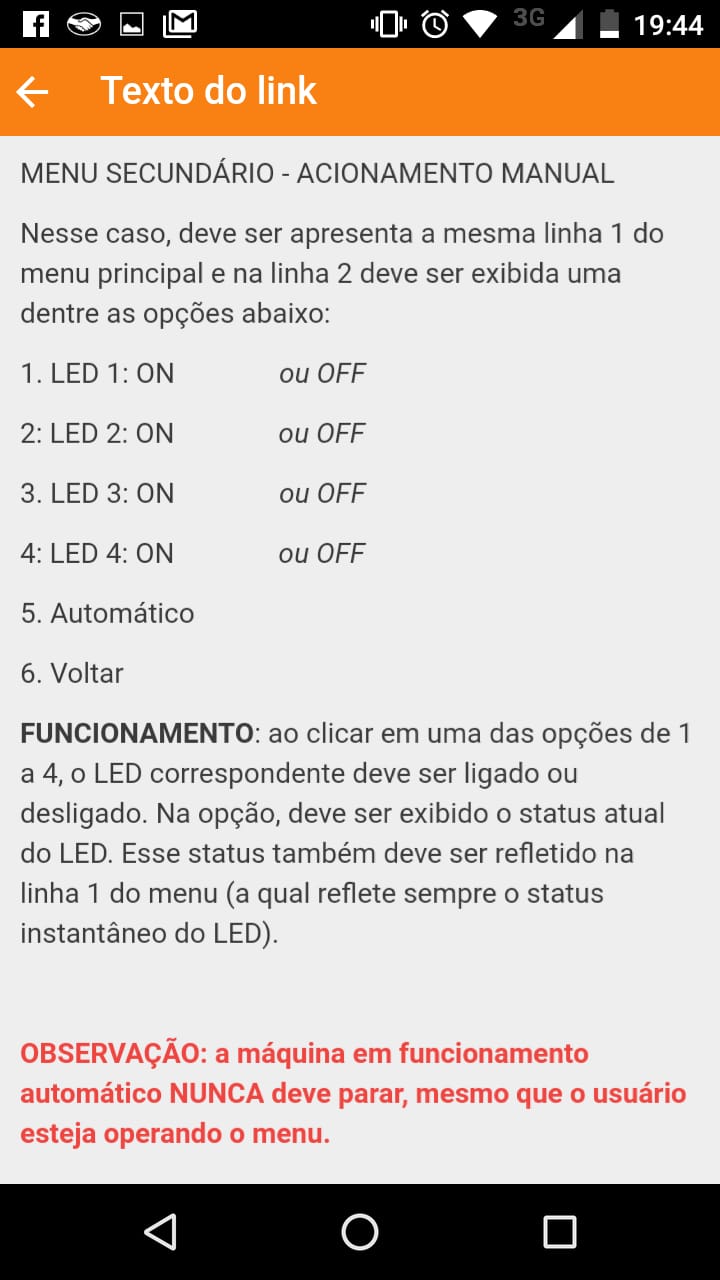 3G 19:44
Texto do link
MENU SECUNDÁRIO - ACIONAMENTO MANUAL
Nesse caso, deve ser apresenta a mesma linha 1 do
menu principal e na linha 2 deve ser exibida uma
dentre as opções abaixo:
1. LED 1: ON ou OFF
2: LED 2: ON ou OFF
3. LED 3: ON ou OFF
4: LED 4: ON ou OFF
5. Automático
6. Voltar
FUNCIONAMENTO: ao clicar em uma das opções de 1
a 4, o LED correspondente deve ser ligado ou
desligado. Na opção, deve ser exibido o status atual
do LED. Esse status também deve ser refletido na
linha 1 do menu (a qual reflete sempre o status
instantâneo do LED).
OBSERVAÇÃO: a máquina em funcionamento
automático NUNCA deve parar, mesmo que o usuário
esteja operando o menu.